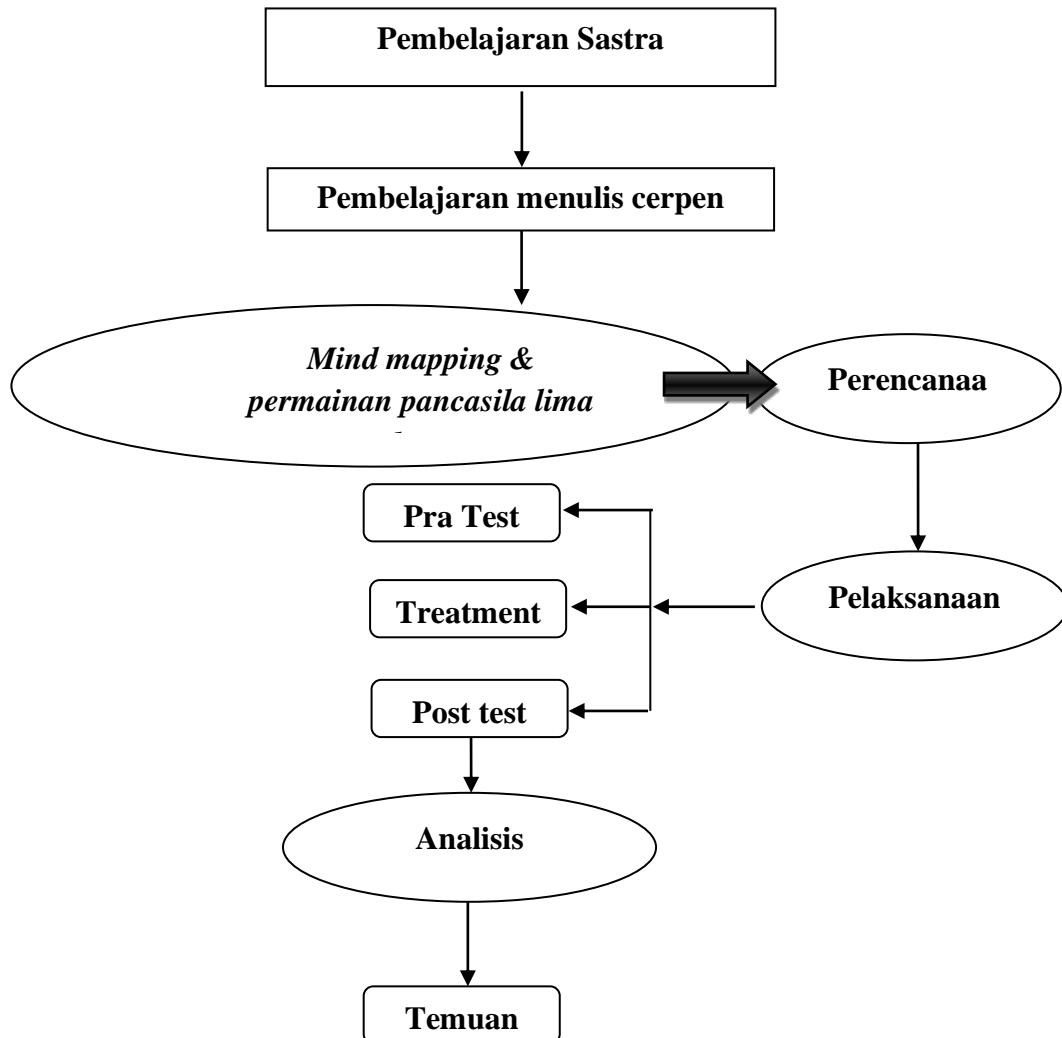 Pembelajaran Sastra
Pembelajaran menulis cerpen
Mind mapping &
permainan pancasila lima
Perencanaa
Pra Test
Pelaksanaan
Treatment
Post test
Analisis
Temuan